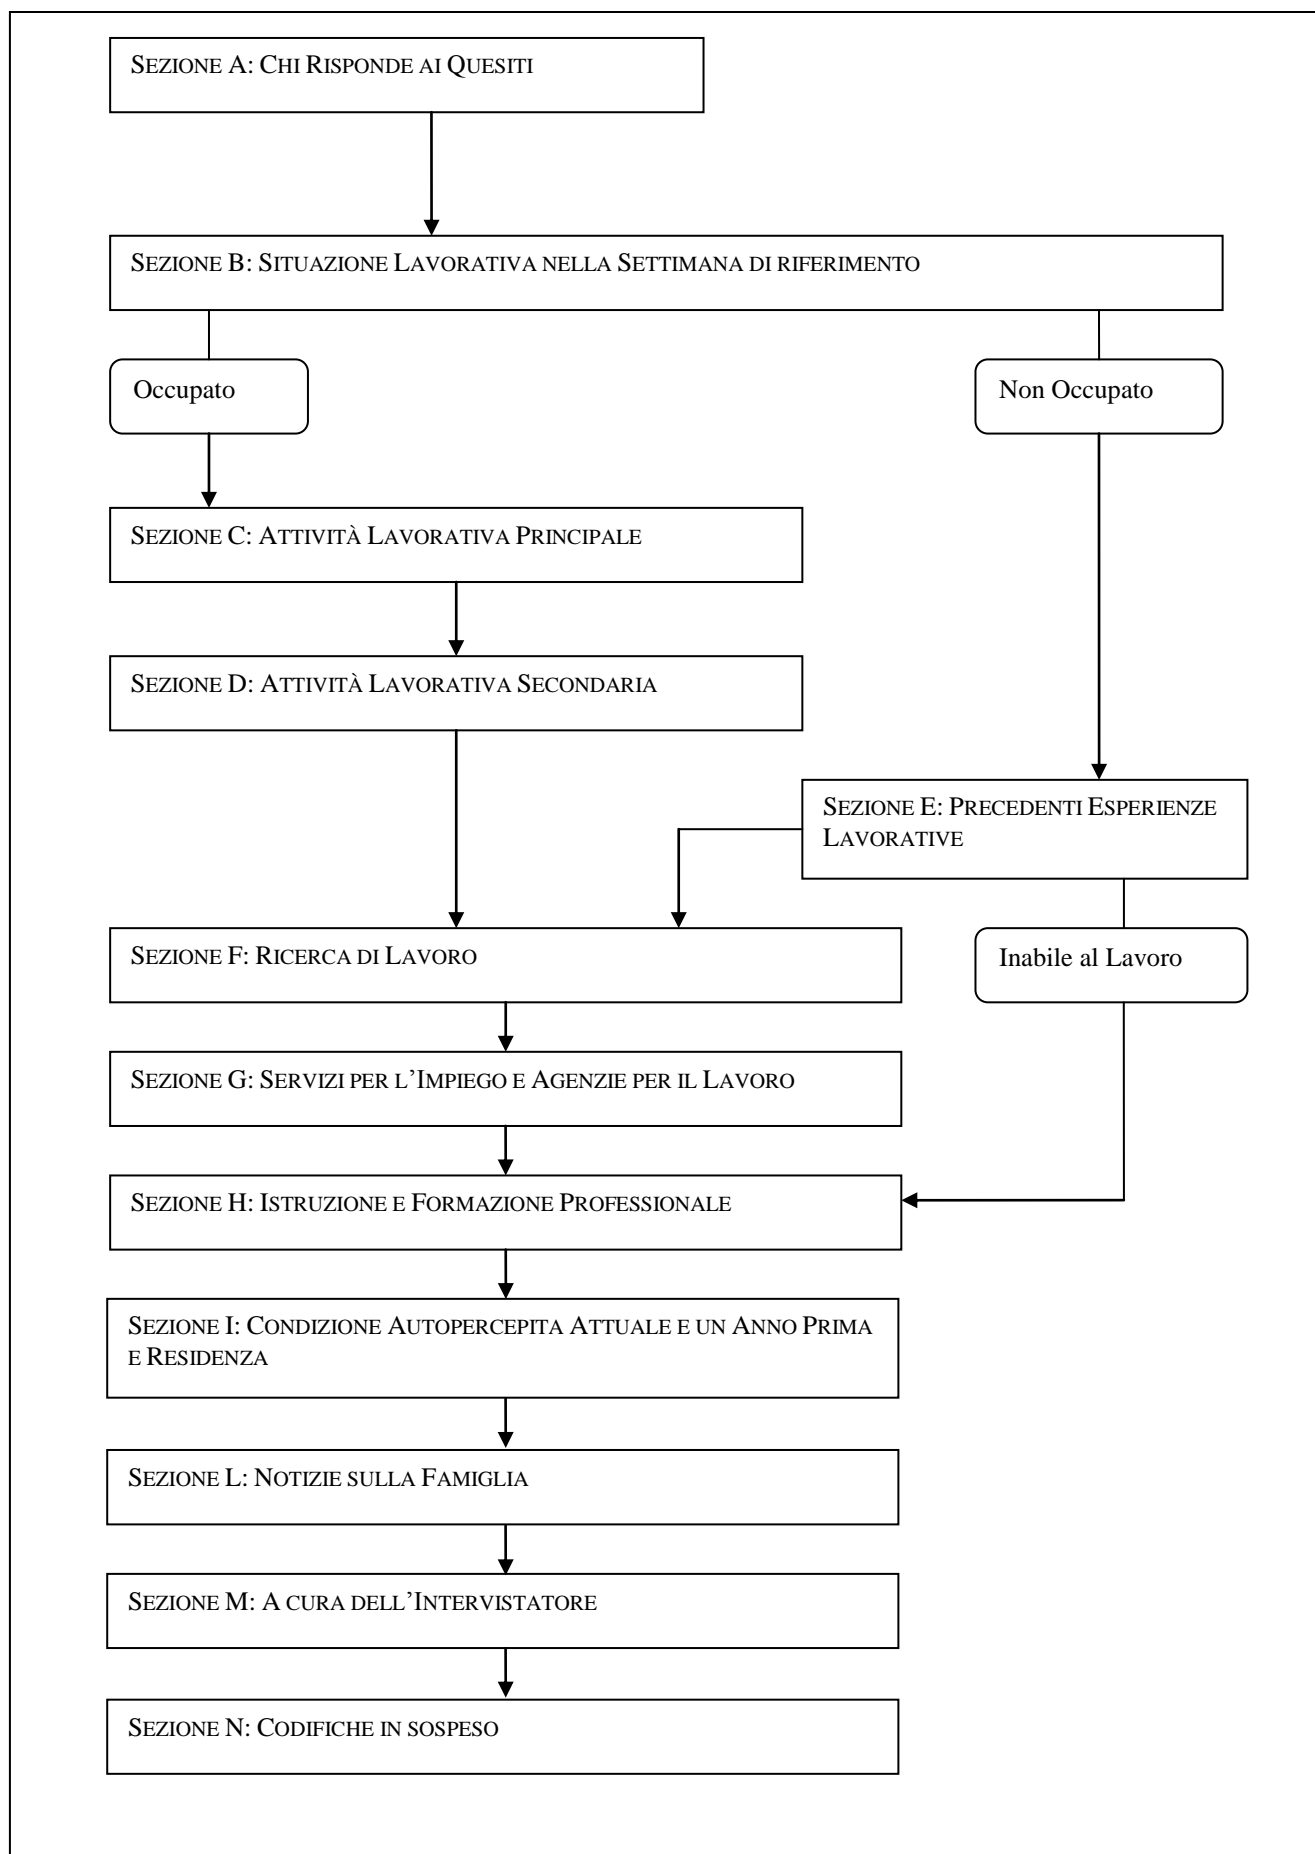 SEZIONE A: CHI RISPONDE AI QUESITI
SEZIONE B: SITUAZIONE LAVORATIVA NELLA SETTIMANA DI RIFERIMENTO
Occupato
Non Occupato
SEZIONE C: ATTIVITÀ LAVORATIVA PRINCIPALE
SEZIONE D: ATTIVITÀ LAVORATIVA SECONDARIA
SEZIONE E: PRECEDENTI ESPERIENZE
LAVORATIVE
SEZIONE F: RICERCA DI LAVORO
Inabile al Lavoro
SEZIONE G: SERVIZI PER L’IMPIEGO E AGENZIE PER IL LAVORO
SEZIONE H: ISTRUZIONE E FORMAZIONE PROFESSIONALE
SEZIONE I: CONDIZIONE AUTOPERCEPITA ATTUALE E UN ANNO PRIMA
E RESIDENZA
SEZIONE L: NOTIZIE SULLA FAMIGLIA
SEZIONE M: A CURA DELL’INTERVISTATORE
SEZIONE N: CODIFICHE IN SOSPESO